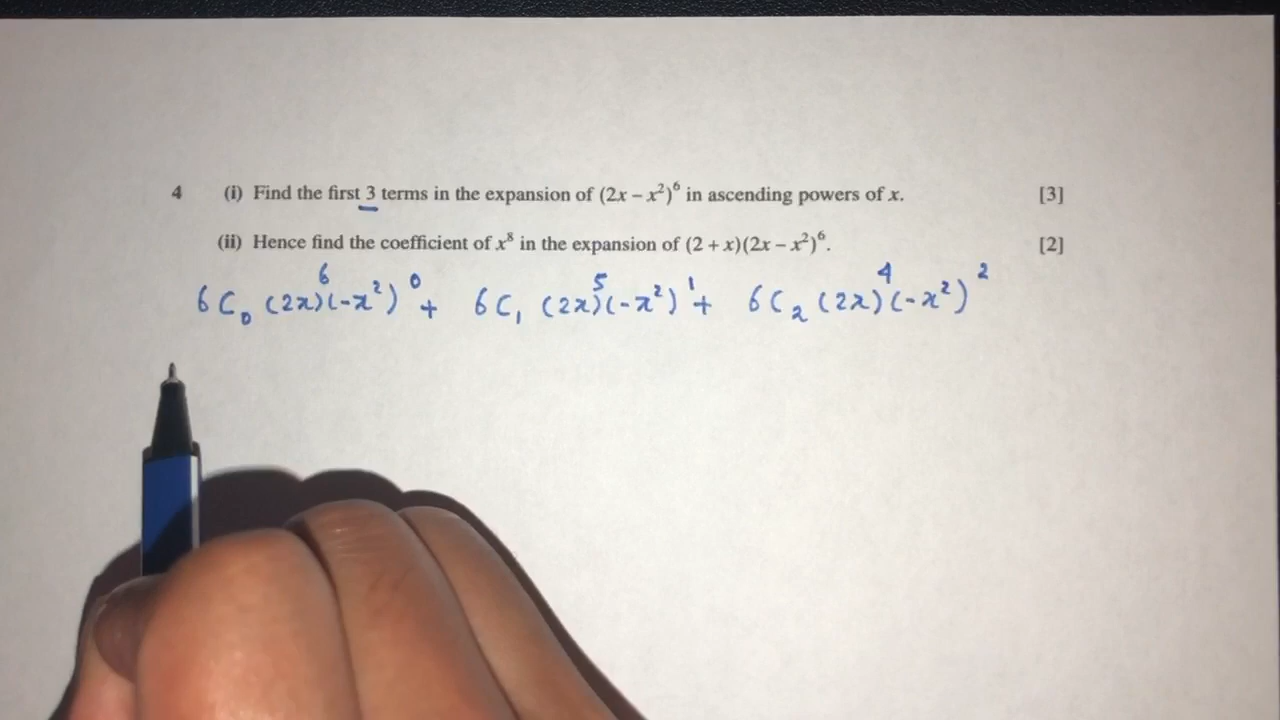 4 (i) Find the first 3 terms in the expansion of (2x – x²)⁶ in ascending powers of x. [3]
(ii) Hence find the coefficient of x⁸ in the expansion of (2 + x)(2x – x²)⁶. [2]
6C₀ (2x)⁶(-x²)⁰ + 6C₁ (2x)⁵(-x²)¹ + 6C₂ (2x)⁴(-x²)²